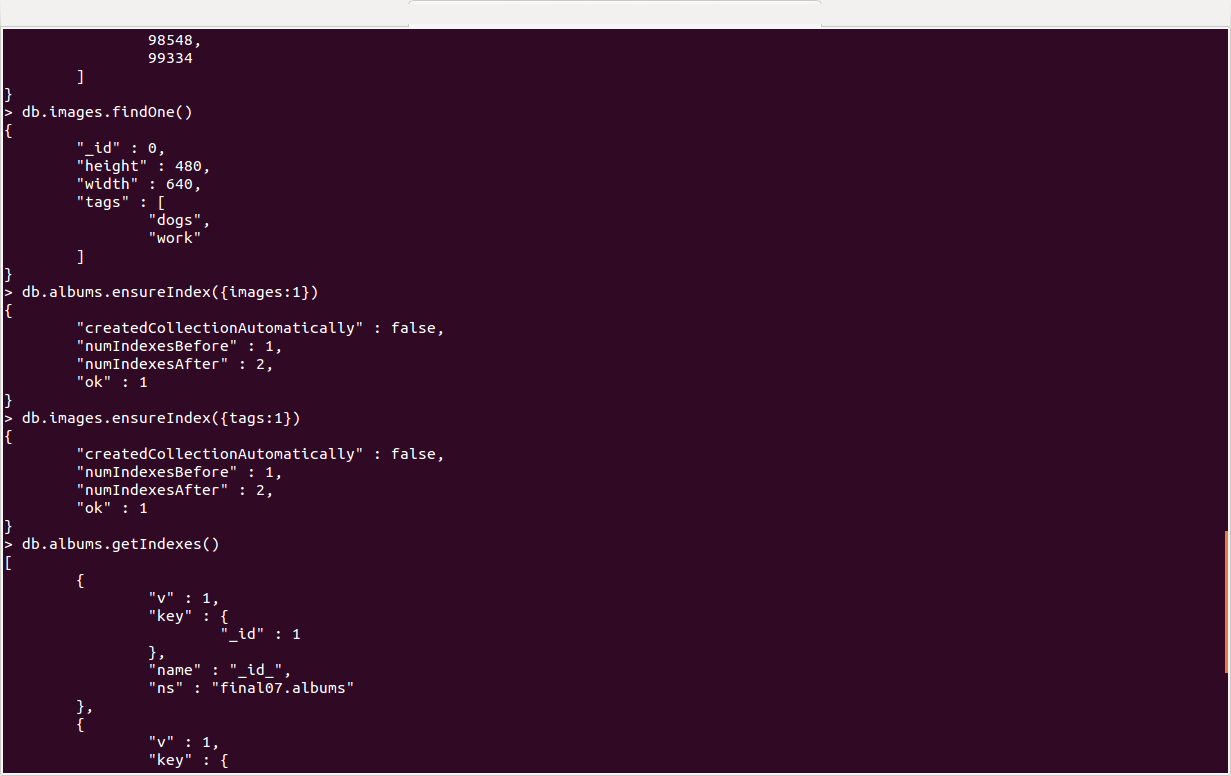 98548,
99334
]
}
> db.images.findOne()
{
"_id" : 0,
"height" : 480,
"width" : 640,
"tags" : [
"dogs",
"work"
]
}
> db.albums.ensureIndex({images:1})
{
"createdCollectionAutomatically" : false,
"numIndexesBefore" : 1,
"numIndexesAfter" : 2,
"ok" : 1
}
> db.images.ensureIndex({tags:1})
{
"createdCollectionAutomatically" : false,
"numIndexesBefore" : 1,
"numIndexesAfter" : 2,
"ok" : 1
}
> db.albums.getIndexes()
[
{
"v" : 1,
"key" : {
"_id" : 1
},
"name" : "_id_",
"ns" : "final07.albums"
},
{
"v" : 1,
"key" : {